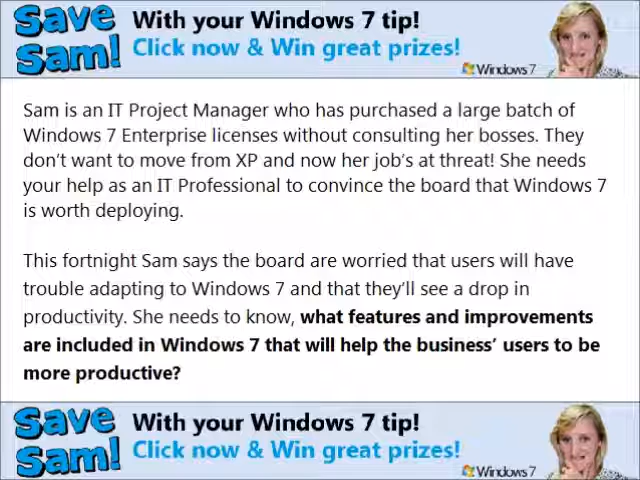 Save Sam!
With your Windows 7 tip!
Click now & Win great prizes!
Windows 7
Sam is an IT Project Manager who has purchased a large batch of
Windows 7 Enterprise licenses without consulting her bosses. They
don't want to move from XP and now her job's at threat! She needs
your help as an IT Professional to convince the board that Windows 7
is worth deploying.
This fortnight Sam says the board are worried that users will have
trouble adapting to Windows 7 and that they'll see a drop in
productivity. She needs to know, what features and improvements
are included in Windows 7 that will help the business' users to be
more productive?
Save Sam!
With your Windows 7 tip!
Click now & Win great prizes!
Windows 7